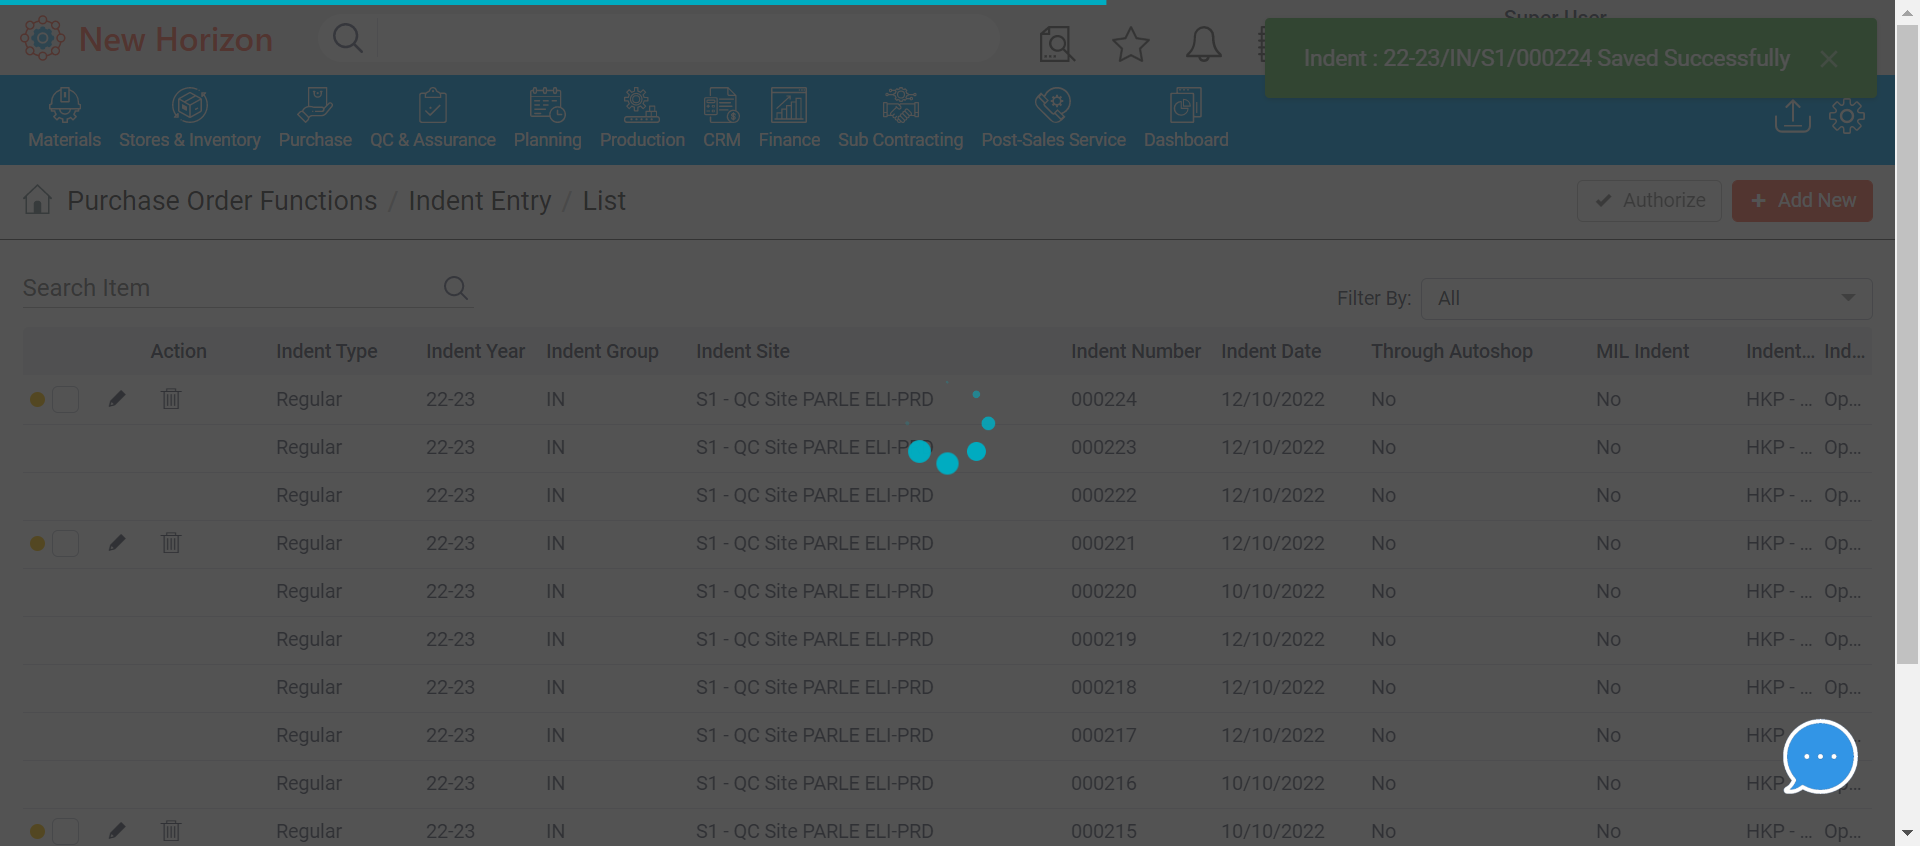 Super User
New Horizon
Indent : 22-23/IN/S1/000224 Saved Successfully
Materials Stores & Inventory Purchase QC & Assurance Planning Production CRM Finance Sub Contracting Post-Sales Service Dashboard
Purchase Order Functions / Indent Entry / List
Authorize
Add New
Search Item
Filter By: All
Action Indent Type Indent Year Indent Group Indent Site Indent Number Indent Date Through Autoshop MIL Indent Indent... Ind...
Regular 22-23 IN S1 - QC Site PARLE ELI-PRD 000224 12/10/2022 No No HKP - ... Op...
Regular 22-23 IN S1 - QC Site PARLE ELI-PRD 000223 12/10/2022 No No HKP - ... Op...
Regular 22-23 IN S1 - QC Site PARLE ELI-PRD 000222 12/10/2022 No No HKP - ... Op...
Regular 22-23 IN S1 - QC Site PARLE ELI-PRD 000221 12/10/2022 No No HKP - ... Op...
Regular 22-23 IN S1 - QC Site PARLE ELI-PRD 000220 10/10/2022 No No HKP - ... Op...
Regular 22-23 IN S1 - QC Site PARLE ELI-PRD 000219 12/10/2022 No No HKP - ... Op...
Regular 22-23 IN S1 - QC Site PARLE ELI-PRD 000218 12/10/2022 No No HKP - ... Op...
Regular 22-23 IN S1 - QC Site PARLE ELI-PRD 000217 12/10/2022 No No HKP
Regular 22-23 IN S1 - QC Site PARLE ELI-PRD 000216 10/10/2022 No No HKP
Regular 22-23 IN S1 - QC Site PARLE ELI-PRD 000215 10/10/2022 No No HKP - ... Op...